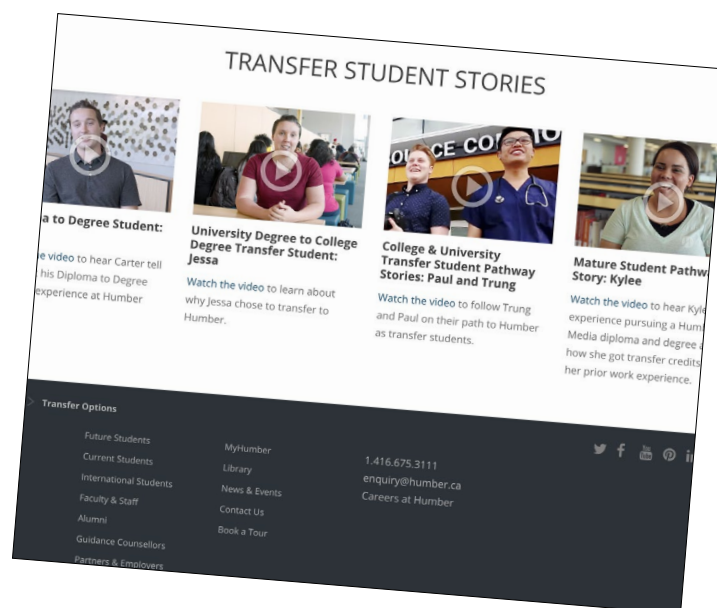 TRANSFER STUDENT STORIES
a to Degree Student:
e video to hear Carter tell
his Diploma to Degree
experience at Humber
University Degree to College
Degree Transfer Student:
Jessa
Watch the video to learn about
why Jessa chose to transfer to
Humber.
College & University
Transfer Student Pathway
Stories: Paul and Trung
Watch the video to follow Trung
and Paul on their path to Humber
as transfer students.
Mature Student Pathw
Story: Kylee
Watch the video to hear Kyle
experience pursuing a Hum
Media diploma and degree a
how she got transfer credits
her prior work experience.
Transfer Options
Future Students
Current Students
International Students
Faculty & Staff
Alumni
Guidance Counsellors
Partners & Employers
MyHumber
Library
News & Events
Contact Us
Book a Tour
1.416.675.3111
enquiry@humber.ca
Careers at Humber